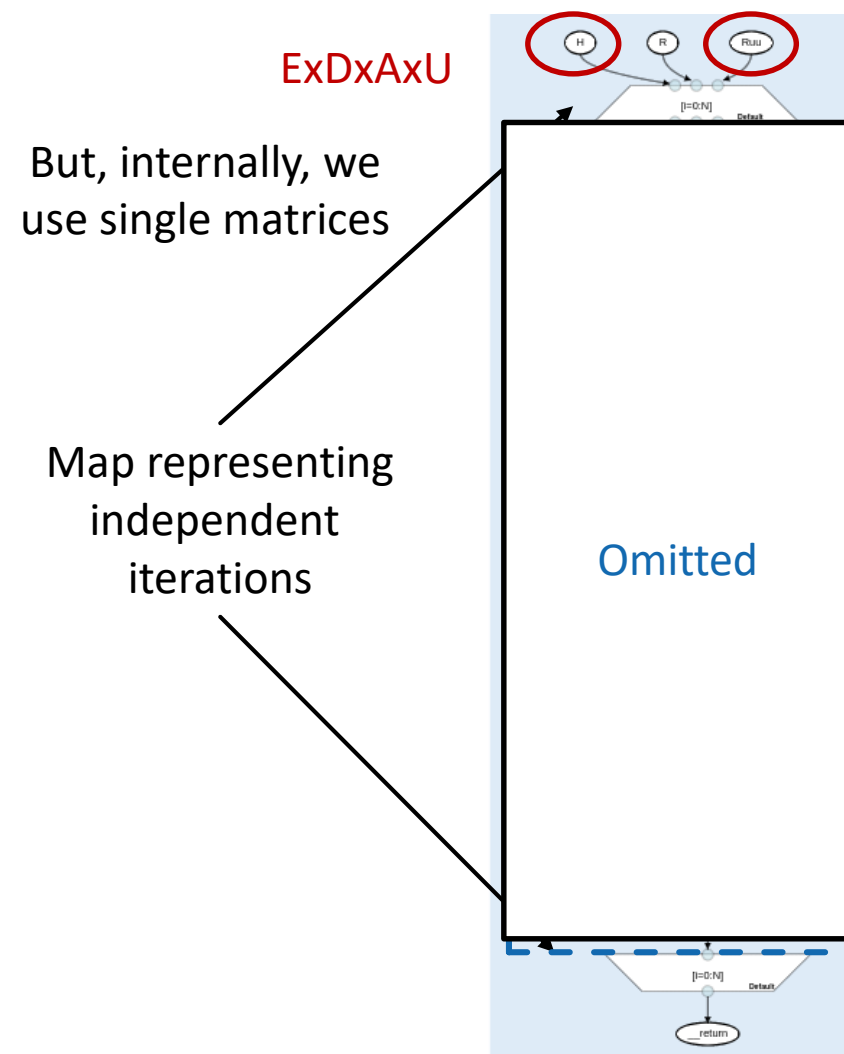 H R Ruu
ExDxAxU
[i=0:N]
Default
But, internally, we
use single matrices
Map representing
independent
iterations
Omitted
[i=0:N]
Default
__return